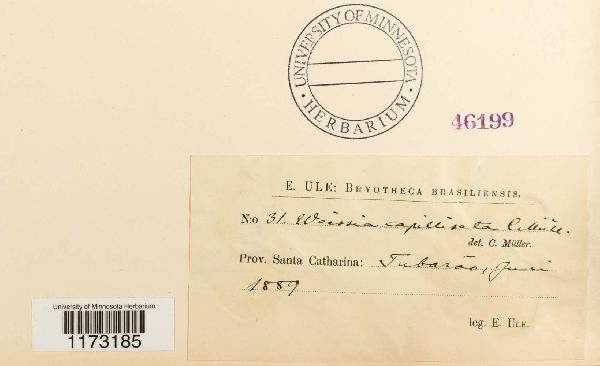 UNIVERSITY OF MINNESOTA
· HERBARIUM ·
46199
E. ULE: BRYOTHECA BRASILIENSIS.
No 31. Weissia capilliseta C. Müll.
det. C. Müller.
Prov. Santa Catharina: Tubarão, Juni
1889
leg. E. ULE.
University of Minnesota Herbarium
1173185